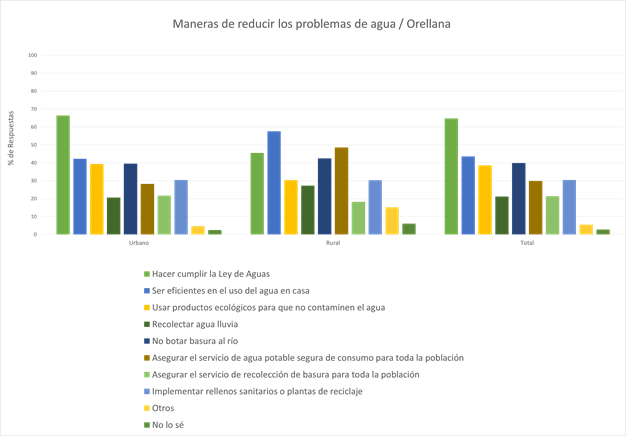 Maneras de reducir los problemas de agua / Orellana
% de Respuestas
100
90
80
70
60
50
40
30
20
10
0
Urbano
Rural
Total
Hacer cumplir la Ley de Aguas
Ser eficientes en el uso del agua en casa
Usar productos ecológicos para que no contaminen el agua
Recolectar agua lluvia
No botar basura al río
Asegurar el servicio de agua potable segura de consumo para toda la población
Asegurar el servicio de recolección de basura para toda la población
Implementar rellenos sanitarios o plantas de reciclaje
Otros
No lo sé